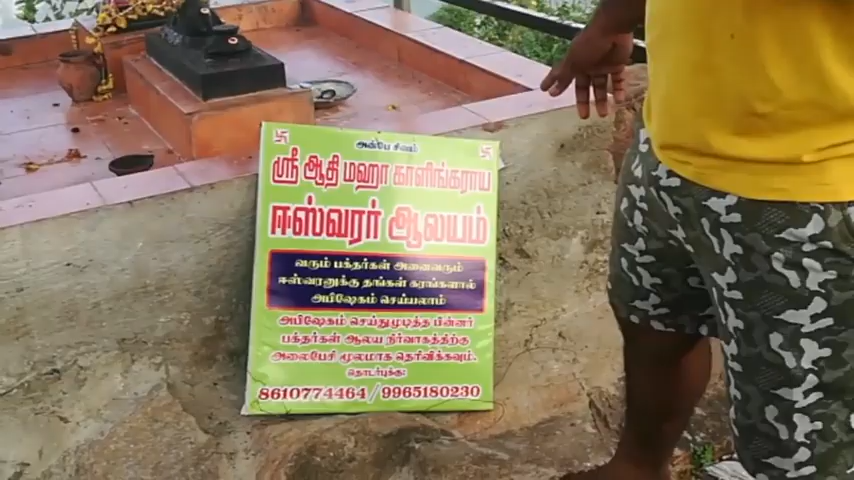 அன்பே சிவம்
ஸ்ரீ ஆதி மஹா காளிங்கராய
ஈஸ்வரர் ஆலயம்
வரும் பக்தர்கள் அனைவரும்
ஈஸ்வரனுக்கு தங்கள் கரங்களால்
அபிஷேகம் செய்யலாம்
அபிஷேகம் செய்துமுடித்த பின்னர்
பக்தர்கள் ஆலய நிர்வாகத்திற்கு
அலைபேசி மூலமாக தெரிவிக்கவும்.
தொடர்புக்கு:
8610774464 / 9965180230